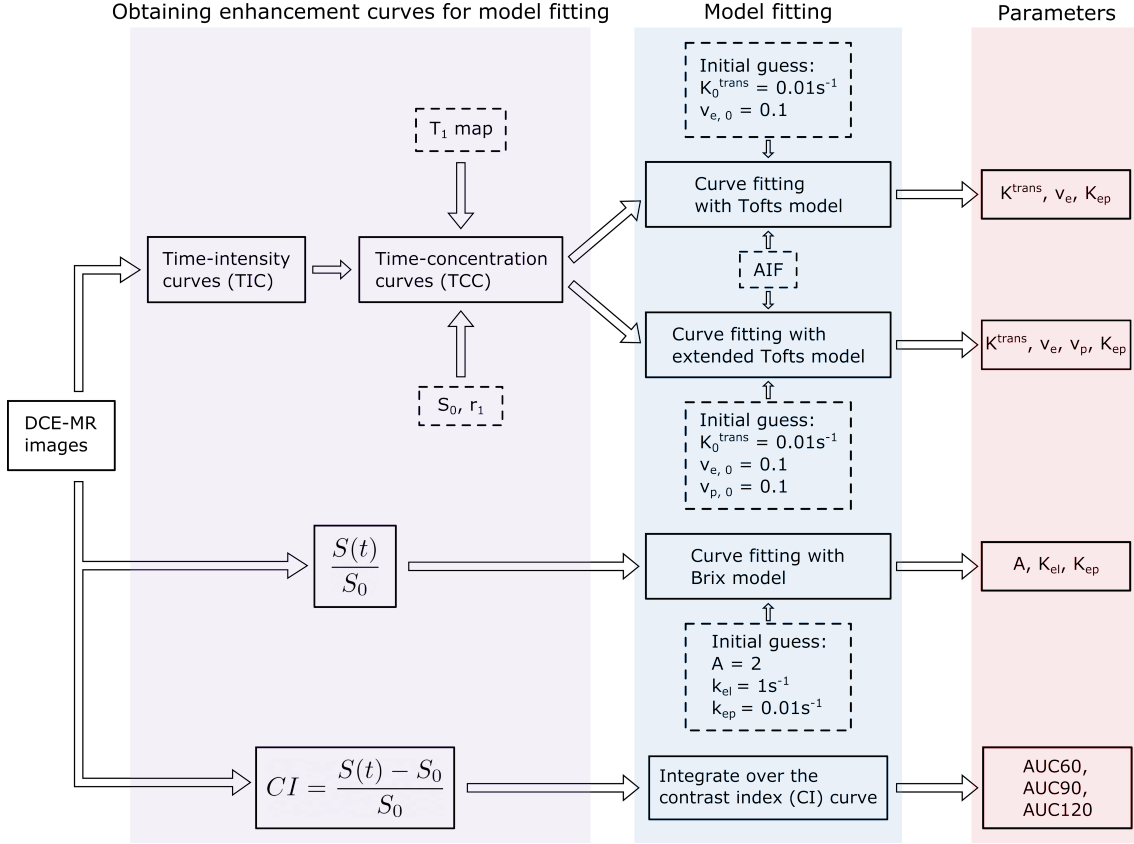 Obtaining enhancement curves for model fitting
Model fitting
Parameters
Initial guess:
K₀ᵗʳᵃⁿˢ = 0.01s⁻¹
vₑ, ₀ = 0.1
T₁ map
Curve fitting
with Tofts model
Kᵗʳᵃⁿˢ, vₑ, Kₑₚ
Time-intensity
curves (TIC)
Time-concentration
curves (TCC)
AIF
Curve fitting with
extended Tofts model
Kᵗʳᵃⁿˢ, vₑ, vₚ, Kₑₚ
S₀, r₁
DCE-MR
images
Initial guess:
K₀ᵗʳᵃⁿˢ = 0.01s⁻¹
vₑ, ₀ = 0.1
vₚ, ₀ = 0.1
S(t)
S₀
Curve fitting with
Brix model
A, Kₑₗ, Kₑₚ
Initial guess:
A = 2
kₑₗ = 1s⁻¹
kₑₚ = 0.01s⁻¹
CI = S(t) − S₀
S₀
Integrate over the
contrast index (CI) curve
AUC60,
AUC90,
AUC120